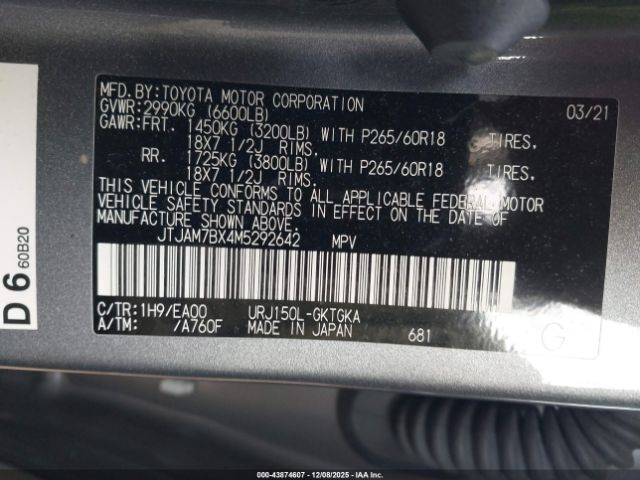 MFD.BY:TOYOTA MOTOR CORPORATION 03/21
GVWR:2990KG (6600LB)
GAWR:FRT. 1450KG (3200LB) WITH P265/60R18 TIRES,
18X7 1/2J RIMS.
RR. 1725KG (3800LB) WITH P265/60R18 TIRES,
18X7 1/2J RIMS.
THIS VEHICLE CONFORMS TO ALL APPLICABLE FEDERAL MOTOR
VEHICLE SAFETY STANDARDS IN EFFECT ON THE DATE OF
MANUFACTURE SHOWN ABOVE.
JTJAM7BX4M5292642 MPV
C/TR:1H9/EA00 URJ150L-GKTGKA
A/TM: /A760F MADE IN JAPAN 681
G
D 6 60B20
000-43874607 - 12/08/2025 - IAA Inc.